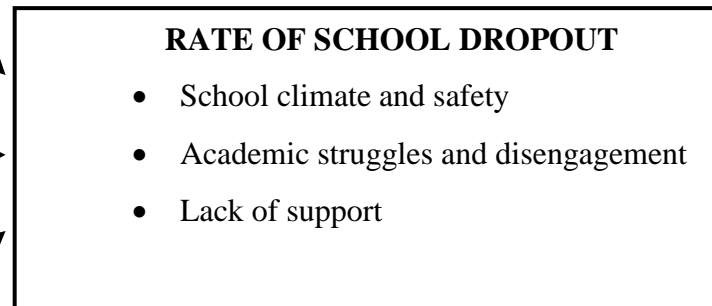 RATE OF SCHOOL DROPOUT
• School climate and safety
• Academic struggles and disengagement
• Lack of support